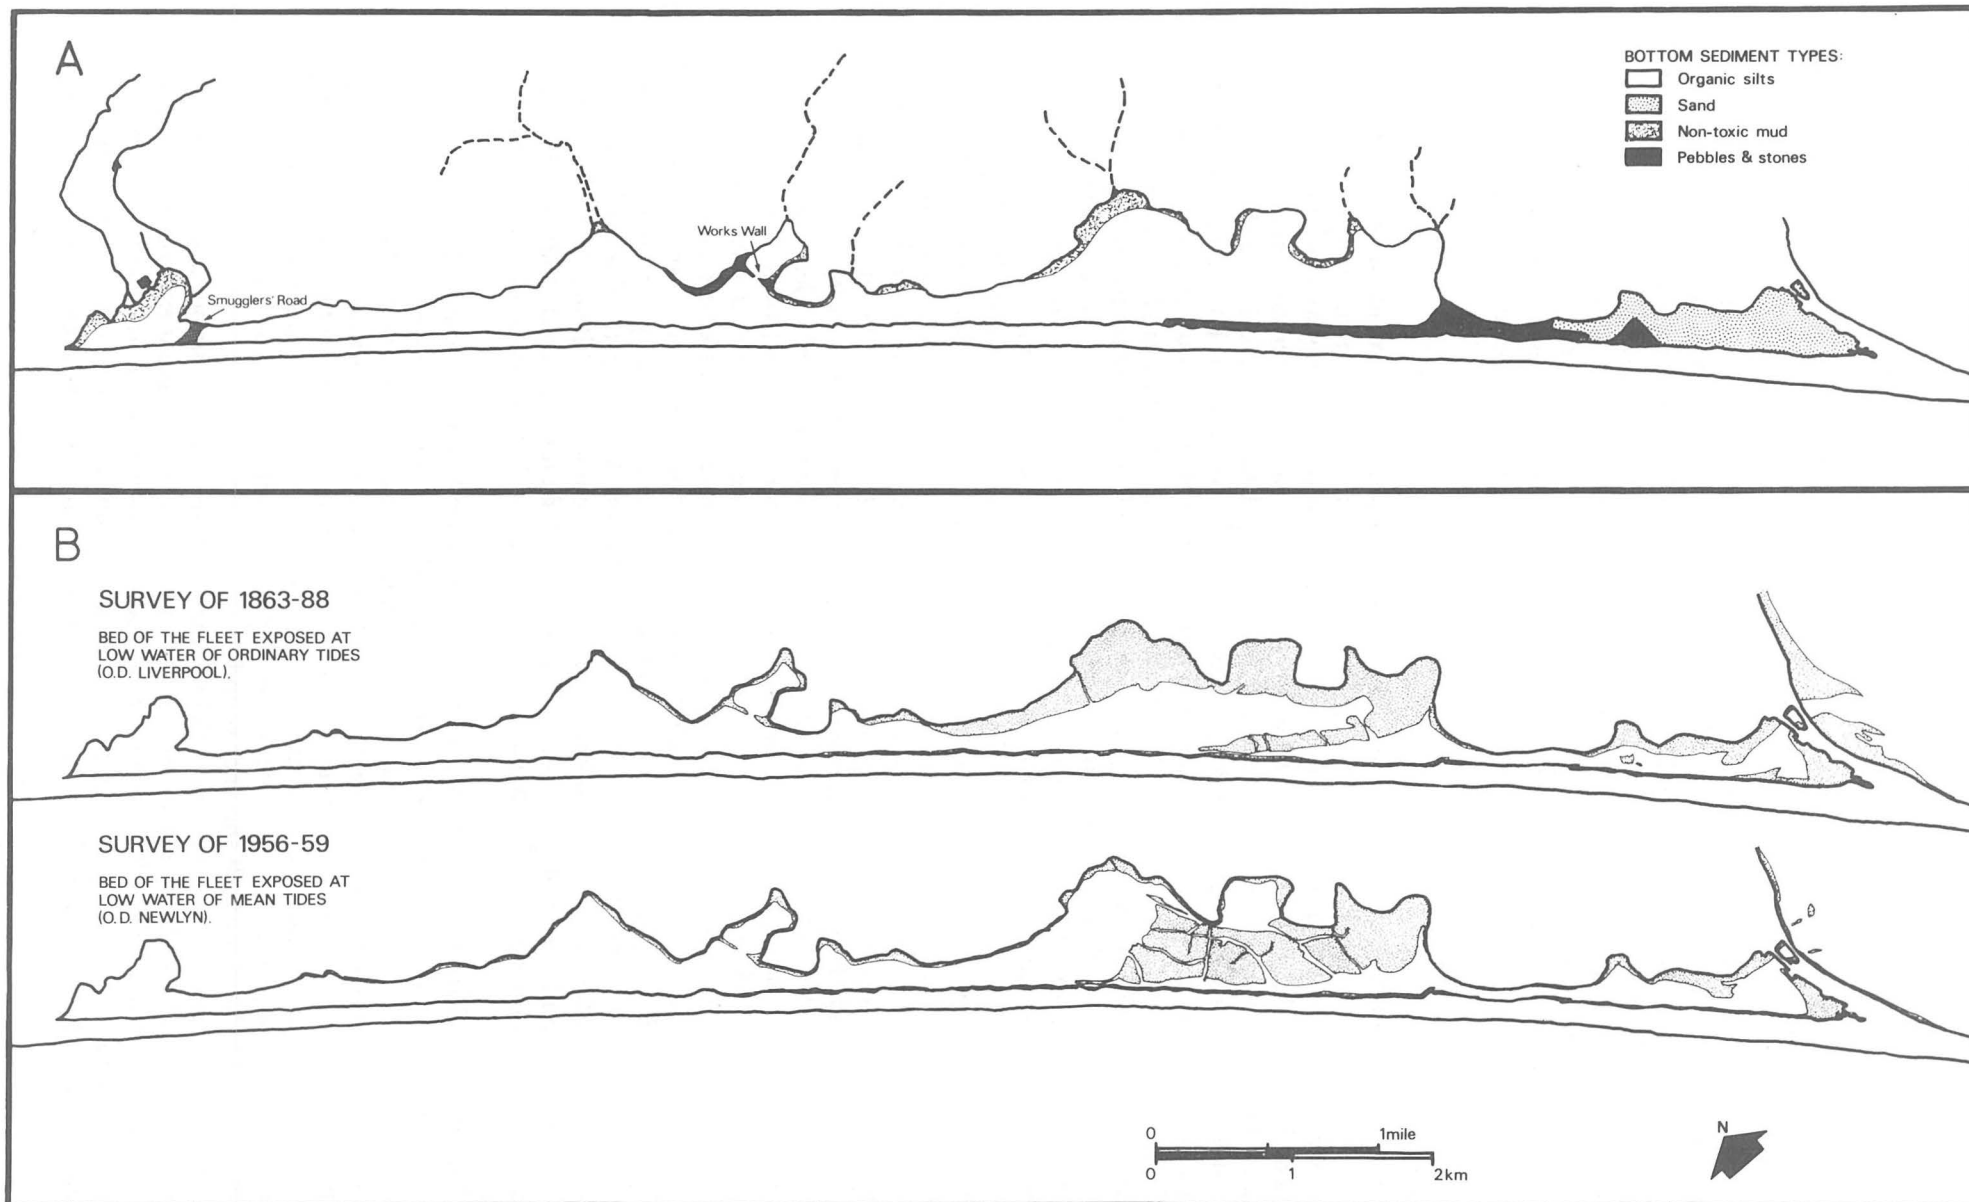 A
BOTTOM SEDIMENT TYPES:
Organic silts
Sand
Non-toxic mud
Pebbles & stones
Works Wall
Smugglers' Road
B
SURVEY OF 1863-88
BED OF THE FLEET EXPOSED AT
LOW WATER OF ORDINARY TIDES
(O.D. LIVERPOOL).
SURVEY OF 1956-59
BED OF THE FLEET EXPOSED AT
LOW WATER OF MEAN TIDES
(O.D. NEWLYN).
0 1mile
0 1 2km
N